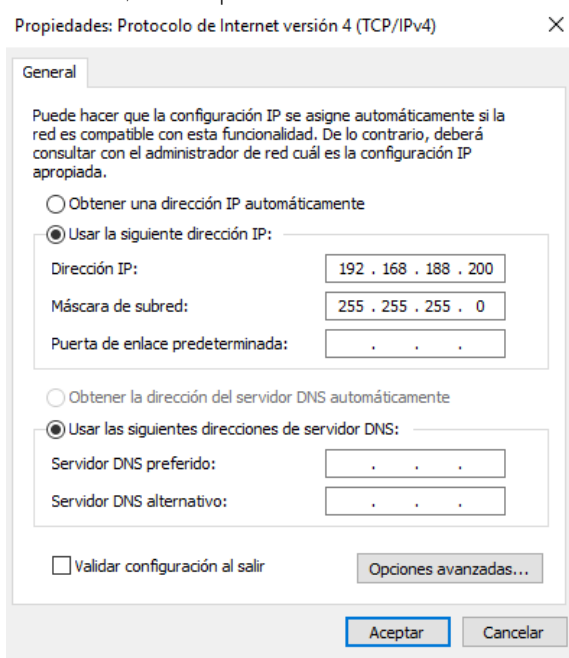 Propiedades: Protocolo de Internet versión 4 (TCP/IPv4)
General
Puede hacer que la configuración IP se asigne automáticamente si la
red es compatible con esta funcionalidad. De lo contrario, deberá
consultar con el administrador de red cuál es la configuración IP
apropiada.
Obtener una dirección IP automáticamente
Usar la siguiente dirección IP:
Dirección IP: 192 . 168 . 188 . 200
Máscara de subred: 255 . 255 . 255 . 0
Puerta de enlace predeterminada: . . .
Obtener la dirección del servidor DNS automáticamente
Usar las siguientes direcciones de servidor DNS:
Servidor DNS preferido: . . .
Servidor DNS alternativo: . . .
Validar configuración al salir Opciones avanzadas...
Aceptar Cancelar